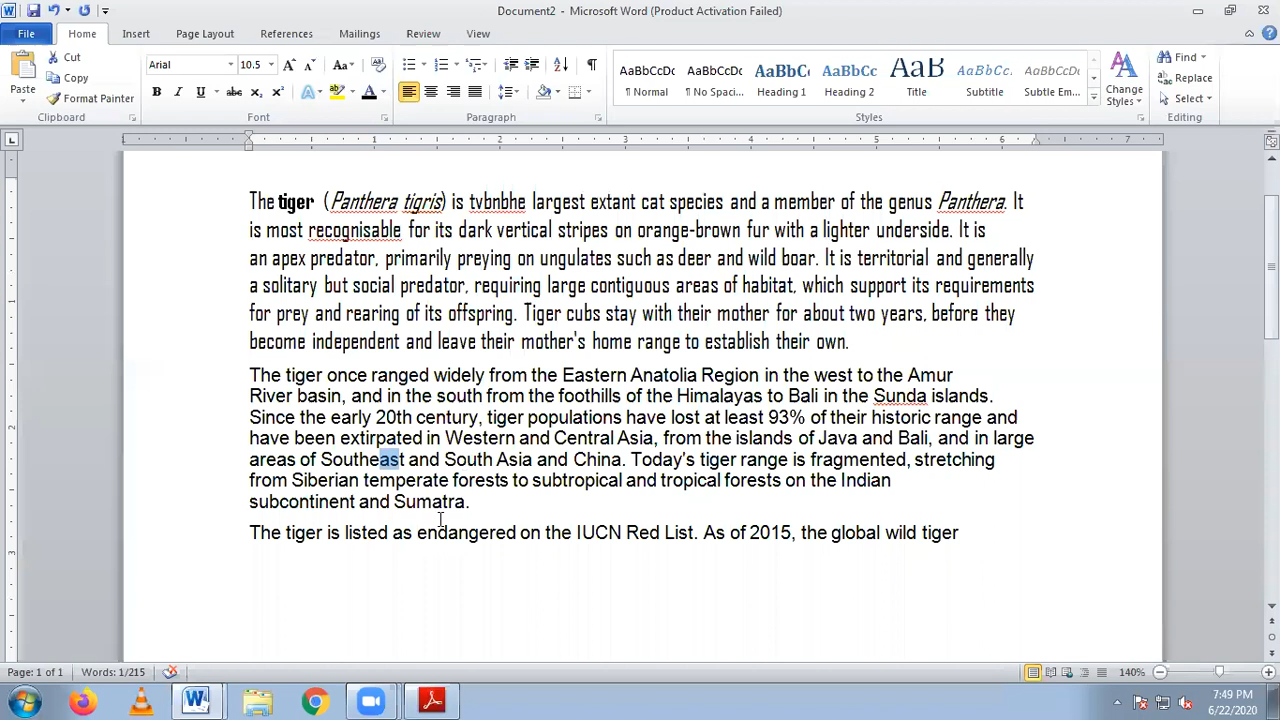 Document2 - Microsoft Word (Product Activation Failed)
File Home Insert Page Layout References Mailings Review View
Paste Cut Copy Format Painter
Clipboard
Arial 10.5
Font
Paragraph
AaBbCcDc ¶ Normal
AaBbCcDc ¶ No Spaci...
AaBbCc Heading 1
AaBbCc Heading 2
AaB Title
AaBbCcL Subtitle
AaBbCcDc Subtle Em...
Change Styles
Styles
Find
Replace
Select
Editing
1 2 3 4 5 6 7
The tiger (Panthera tigris) is tvbnbhe largest extant cat species and a member of the genus Panthera. It
is most recognisable for its dark vertical stripes on orange-brown fur with a lighter underside. It is
an apex predator, primarily preying on ungulates such as deer and wild boar. It is territorial and generally
a solitary but social predator, requiring large contiguous areas of habitat, which support its requirements
for prey and rearing of its offspring. Tiger cubs stay with their mother for about two years, before they
become independent and leave their mother's home range to establish their own.
The tiger once ranged widely from the Eastern Anatolia Region in the west to the Amur
River basin, and in the south from the foothills of the Himalayas to Bali in the Sunda islands.
Since the early 20th century, tiger populations have lost at least 93% of their historic range and
have been extirpated in Western and Central Asia, from the islands of Java and Bali, and in large
areas of Southeast and South Asia and China. Today's tiger range is fragmented, stretching
from Siberian temperate forests to subtropical and tropical forests on the Indian
subcontinent and Sumatra.
The tiger is listed as endangered on the IUCN Red List. As of 2015, the global wild tiger
Page: 1 of 1 Words: 1/215 140%
7:49 PM
6/22/2020